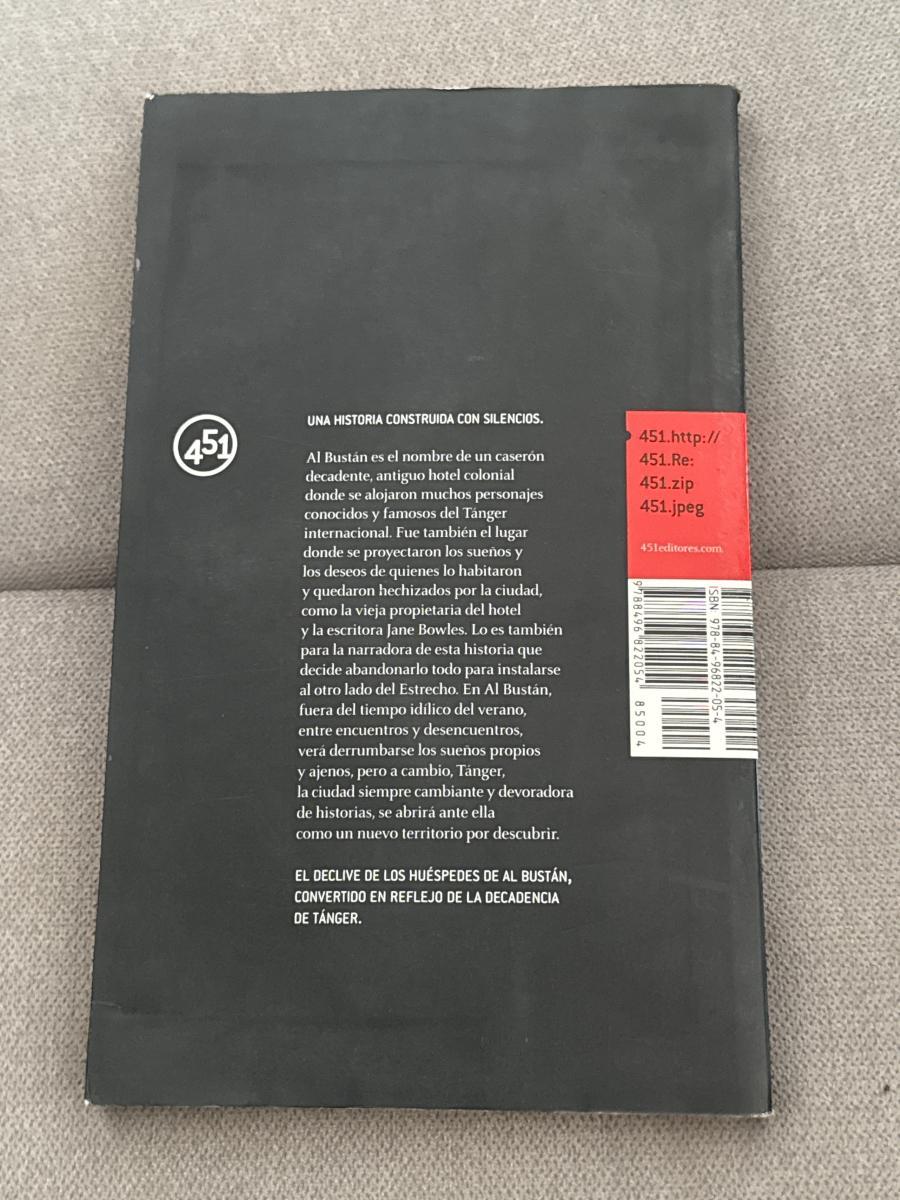 451
UNA HISTORIA CONSTRUIDA CON SILENCIOS.
Al Bustán es el nombre de un caserón
decadente, antiguo hotel colonial
donde se alojaron muchos personajes
conocidos y famosos del Tánger
internacional. Fue también el lugar
donde se proyectaron los sueños y
los deseos de quienes lo habitaron
y quedaron hechizados por la ciudad,
como la vieja propietaria del hotel
y la escritora Jane Bowles. Lo es también
para la narradora de esta historia que
decide abandonarlo todo para instalarse
al otro lado del Estrecho. En Al Bustán,
fuera del tiempo idílico del verano,
entre encuentros y desencuentros,
verá derrumbarse los sueños propios
y ajenos, pero a cambio, Tánger,
la ciudad siempre cambiante y devoradora
de historias, se abrirá ante ella
como un nuevo territorio por descubrir.
EL DECLIVE DE LOS HUÉSPEDES DE AL BUSTÁN,
CONVERTIDO EN REFLEJO DE LA DECADENCIA
DE TÁNGER.
451.http://
451.Re:
451.zip
451.jpeg
451editores.com
ISBN 978-84-96822-05-4
9788496822054
85004